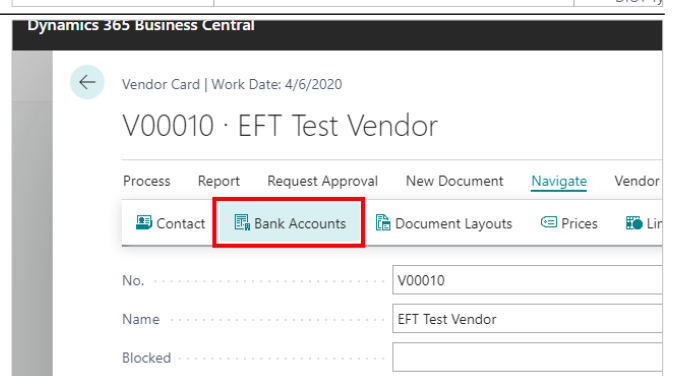 Dynamics 365 Business Central
Vendor Card | Work Date: 4/6/2020
V00010 · EFT Test Vendor
Process Report Request Approval New Document Navigate Vendor
Contact Bank Accounts Document Layouts Prices Lin
No. V00010
Name EFT Test Vendor
Blocked